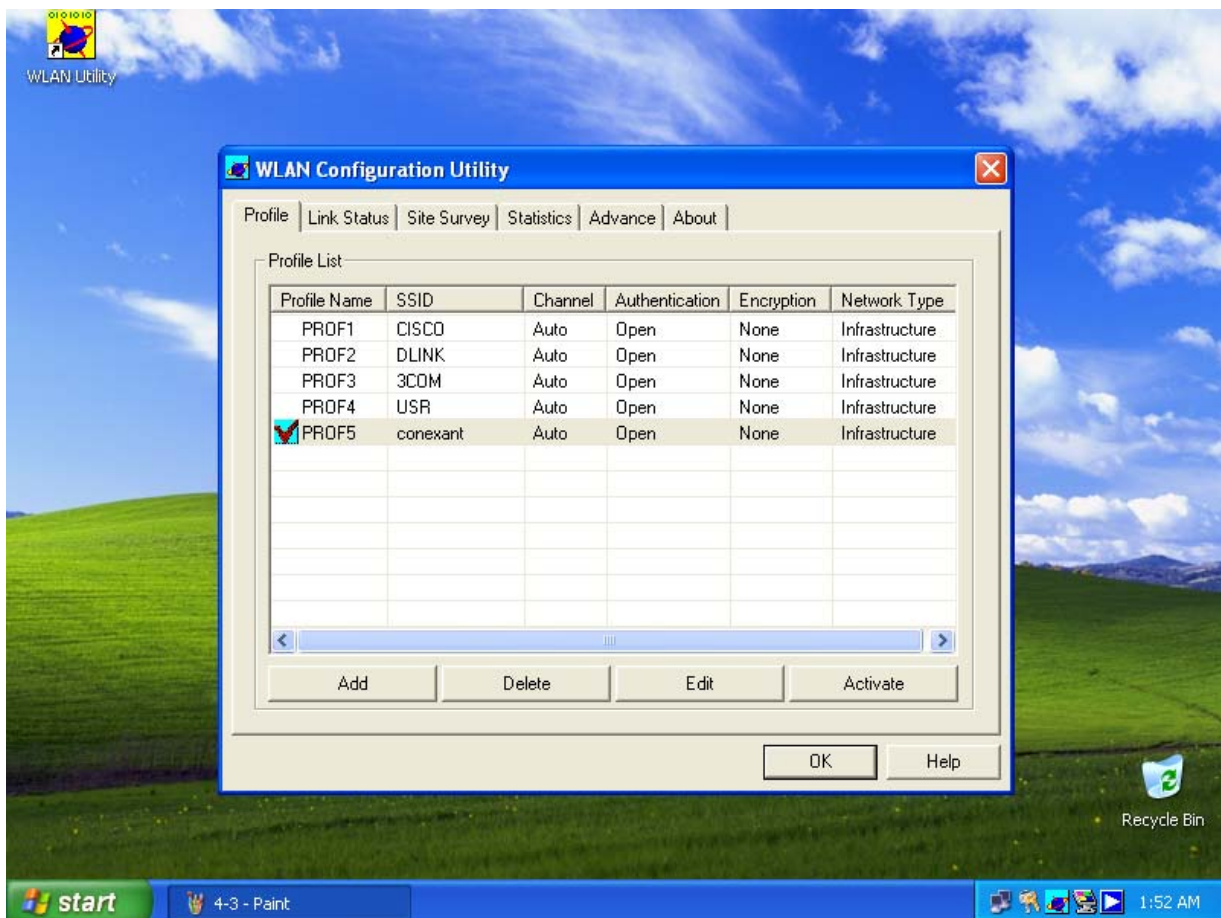 0101010
WLAN Utility
WLAN Configuration Utility
Profile Link Status Site Survey Statistics Advance About
Profile List
Profile Name SSID Channel Authentication Encryption Network Type
PROF1 CISCO Auto Open None Infrastructure
PROF2 DLINK Auto Open None Infrastructure
PROF3 3COM Auto Open None Infrastructure
PROF4 USR Auto Open None Infrastructure
PROF5 conexant Auto Open None Infrastructure
Add Delete Edit Activate
OK Help
Recycle Bin
start 4-3 - Paint 1:52 AM